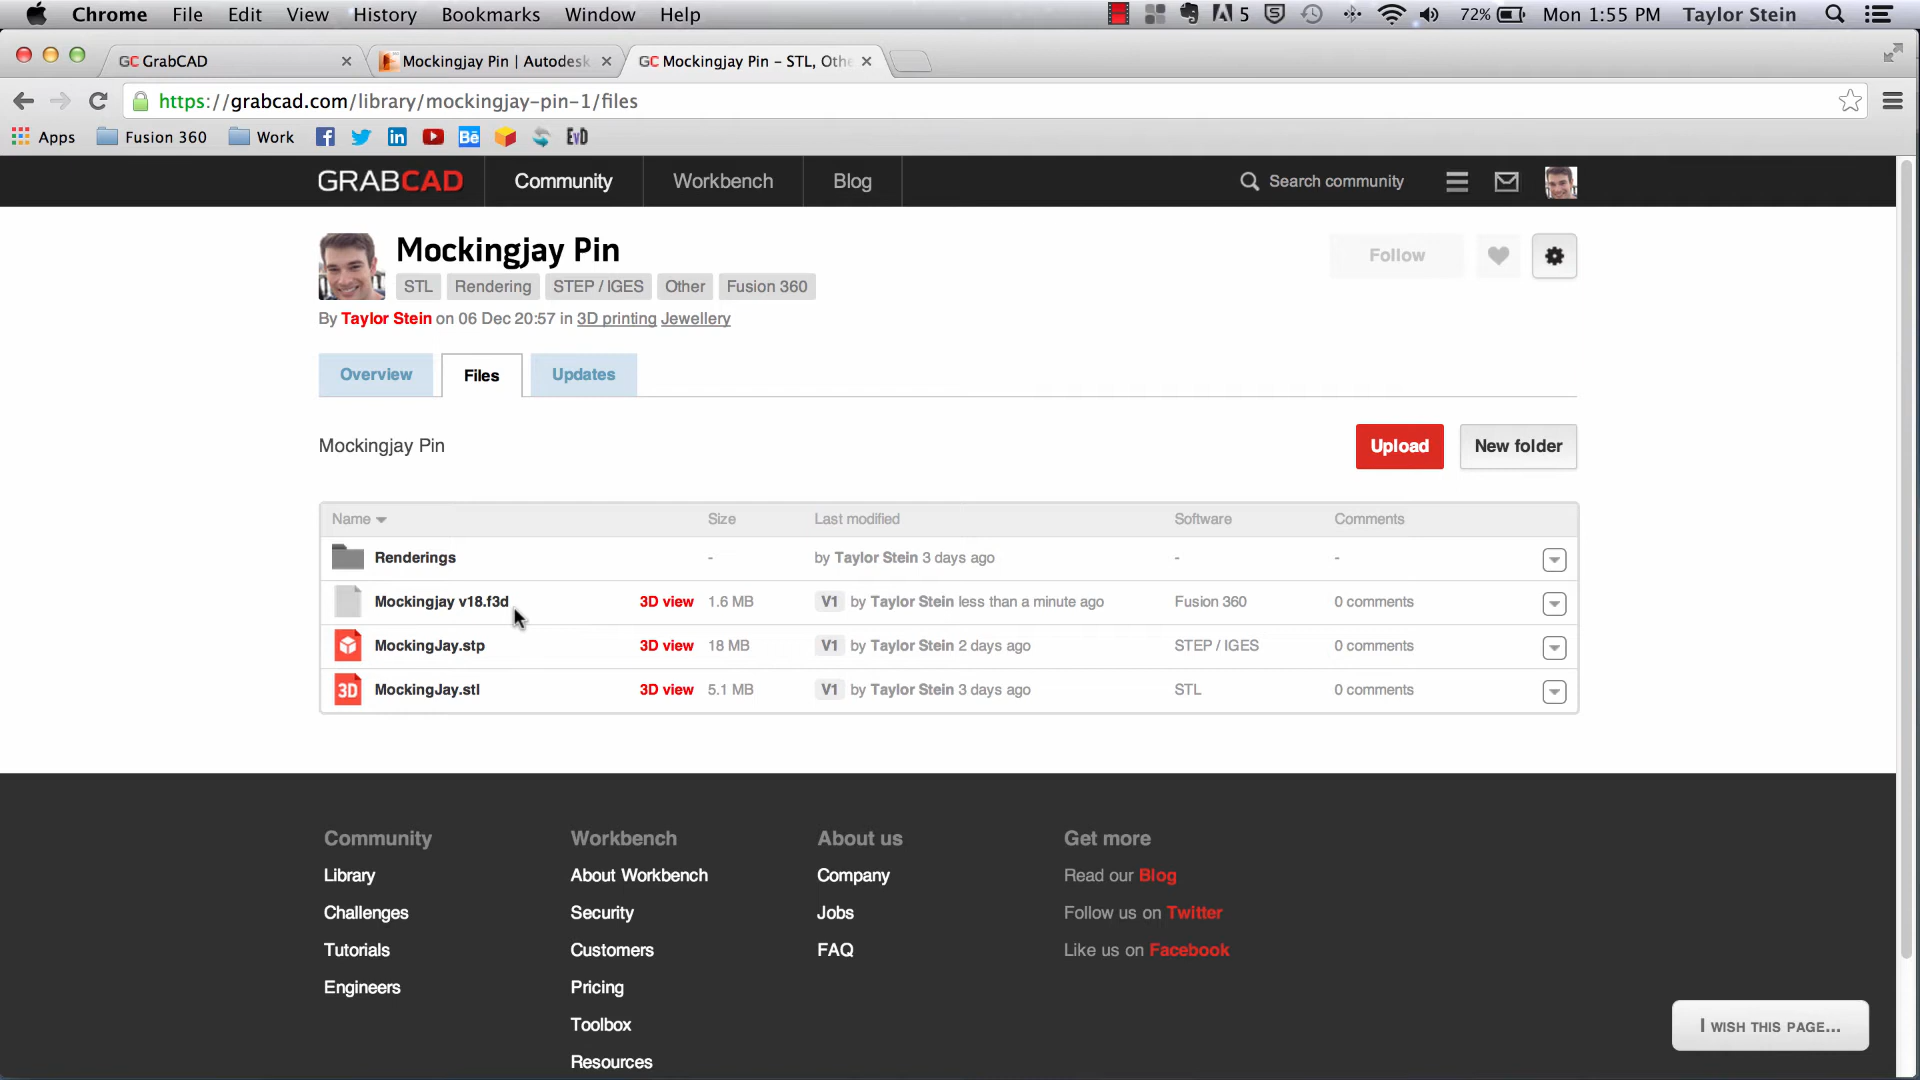 Chrome File Edit View History Bookmarks Window Help 5 72% Mon 1:55 PM Taylor Stein
GC GrabCAD Mockingjay Pin | Autodesk GC Mockingjay Pin – STL, Othe
https://grabcad.com/library/mockingjay-pin-1/files
Apps Fusion 360 Work f in Bē EvD
GRABCAD Community Workbench Blog Search community
Mockingjay Pin
Follow
STL Rendering STEP / IGES Other Fusion 360
By Taylor Stein on 06 Dec 20:57 in 3D printing Jewellery
Overview Files Updates
Mockingjay Pin Upload New folder
Name Size Last modified Software Comments
Renderings - by Taylor Stein 3 days ago - -
Mockingjay v18.f3d 3D view 1.6 MB V1 by Taylor Stein less than a minute ago Fusion 360 0 comments
MockingJay.stp 3D view 18 MB V1 by Taylor Stein 2 days ago STEP / IGES 0 comments
3D MockingJay.stl 3D view 5.1 MB V1 by Taylor Stein 3 days ago STL 0 comments
Community Workbench About us Get more
Library About Workbench Company Read our Blog
Challenges Security Jobs Follow us on Twitter
Tutorials Customers FAQ Like us on Facebook
Engineers Pricing
Toolbox
I WISH THIS PAGE...
Resources